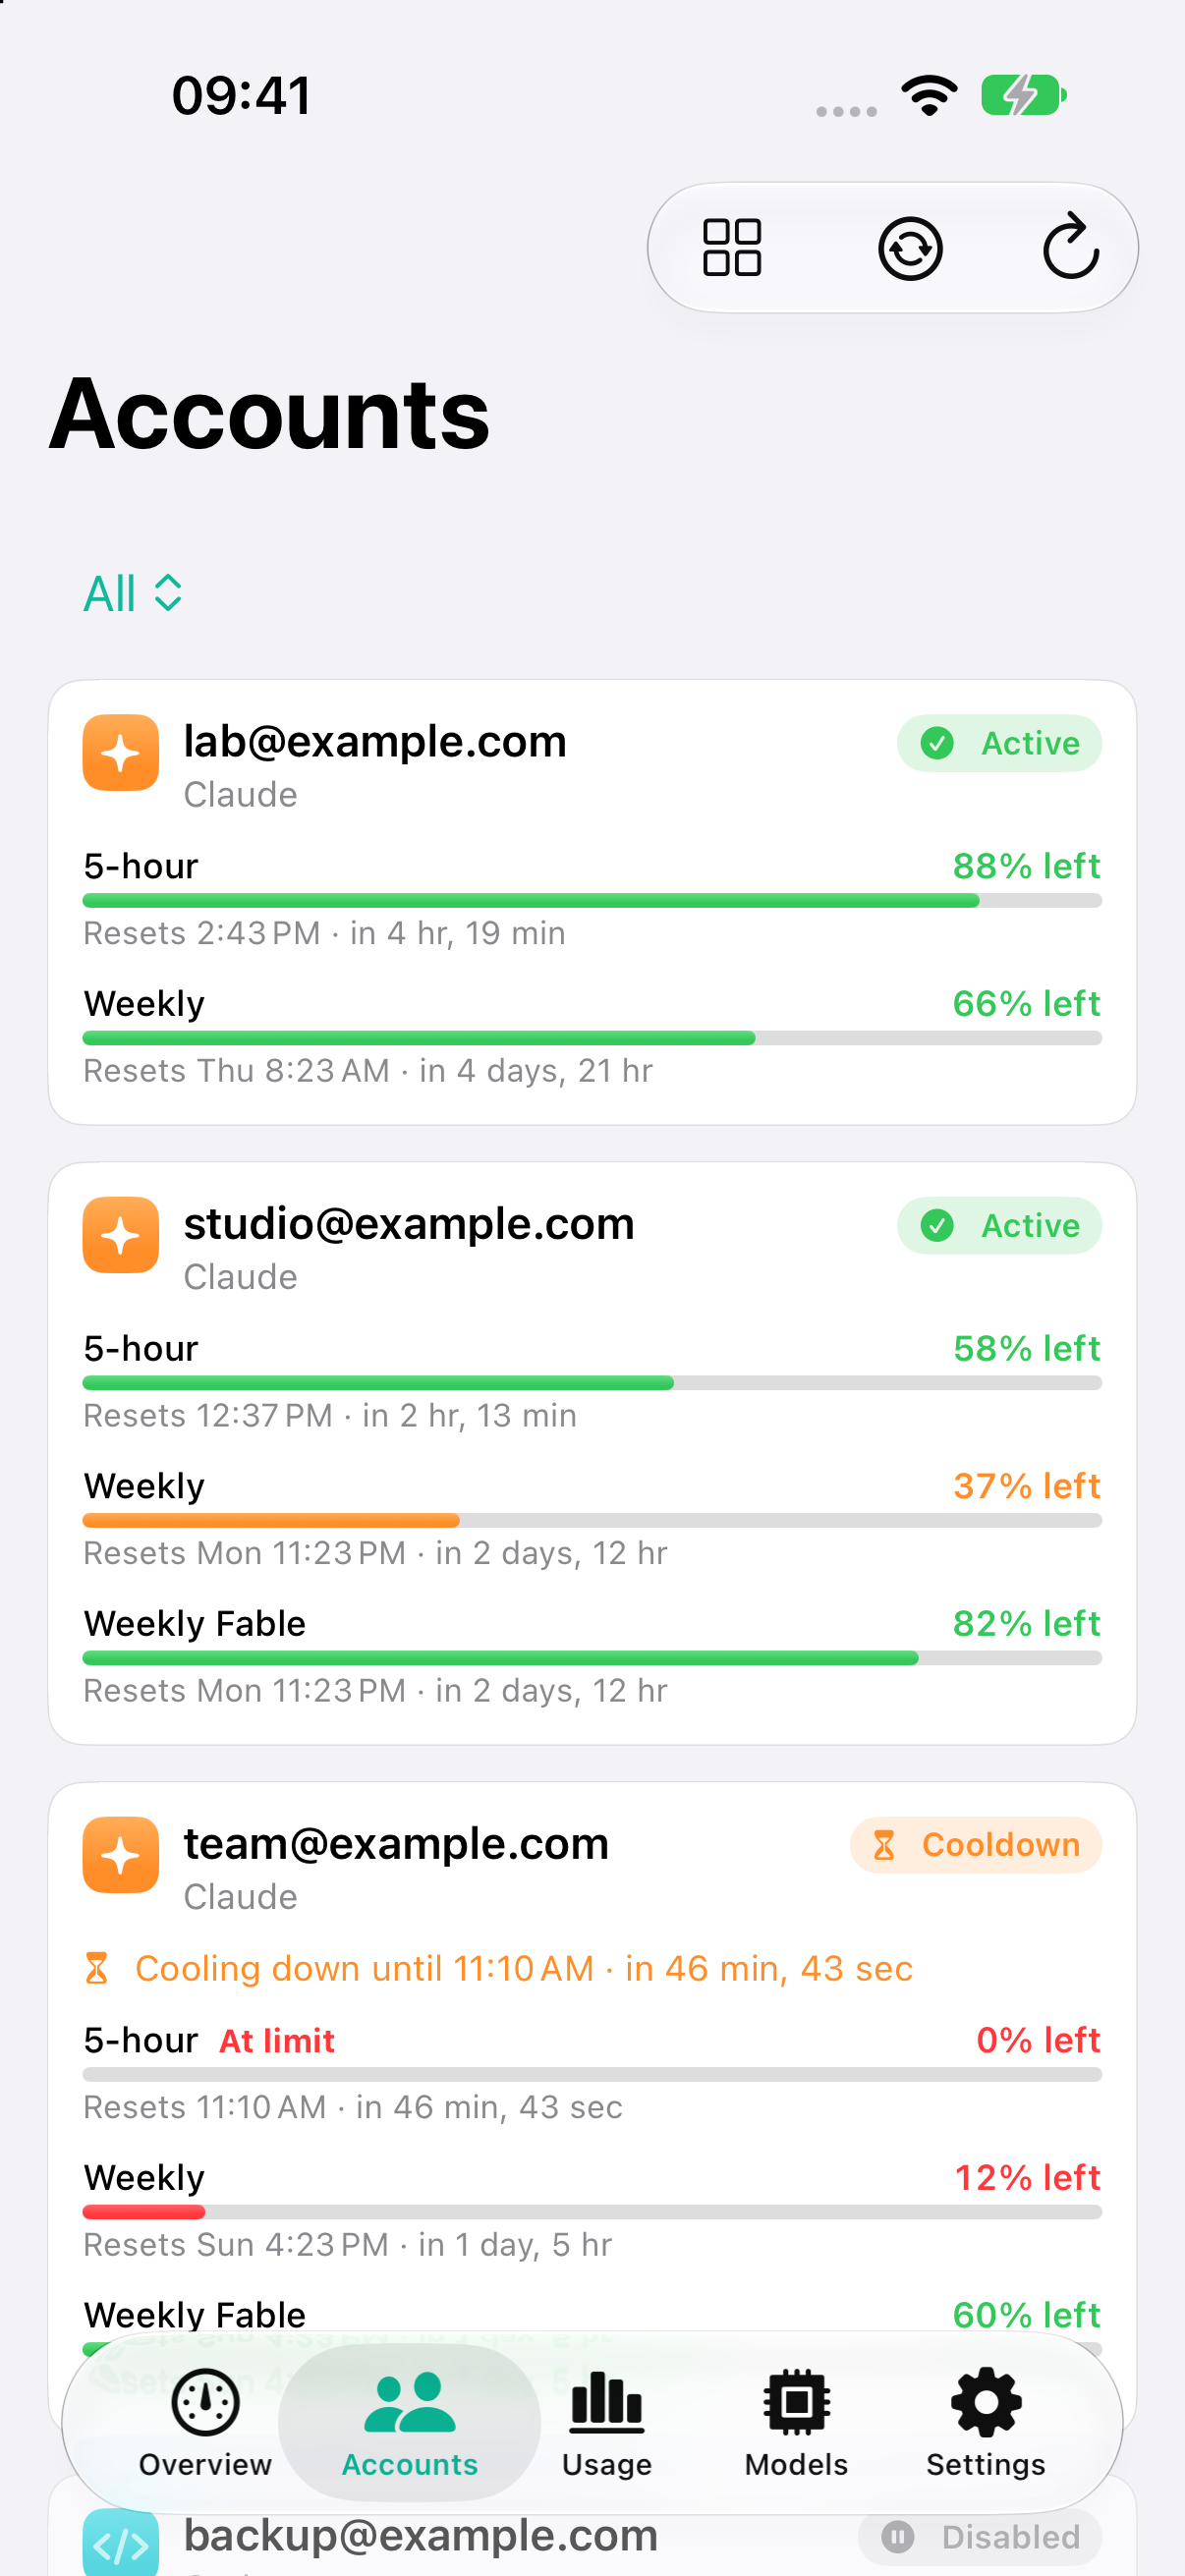 09:41
Accounts
All
lab@example.com
Active
Claude
5-hour
88% left
Resets 2:43 PM · in 4 hr, 19 min
Weekly
66% left
Resets Thu 8:23 AM · in 4 days, 21 hr
studio@example.com
Active
Claude
5-hour
58% left
Resets 12:37 PM · in 2 hr, 13 min
Weekly
37% left
Resets Mon 11:23 PM · in 2 days, 12 hr
Weekly Fable
82% left
Resets Mon 11:23 PM · in 2 days, 12 hr
team@example.com
Cooldown
Claude
Cooling down until 11:10 AM · in 46 min, 43 sec
5-hour At limit
0% left
Resets 11:10 AM · in 46 min, 43 sec
Weekly
12% left
Resets Sun 4:23 PM · in 1 day, 5 hr
Weekly Fable
60% left
Overview
Accounts
Usage
Models
Settings
backup@example.com
Disabled